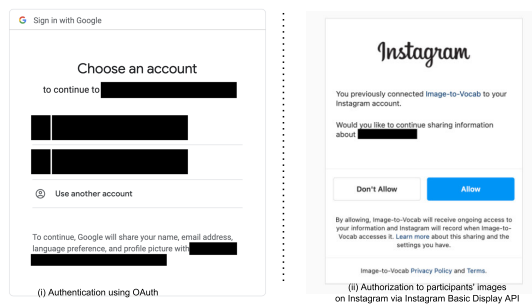 G Sign in with Google
Choose an account
to continue to
Use another account
To continue, Google will share your name, email address,
language preference, and profile picture with
(i) Authentication using OAuth
Instagram
You previously connected Image-to-Vocab to your
Instagram account.
Would you like to continue sharing information
about
Don't Allow
Allow
By allowing, Image-to-Vocab will receive ongoing access to
your information and Instagram will record when Image-to-
Vocab accesses it. Learn more about this sharing and the
settings you have.
Image-to-Vocab Privacy Policy and Terms.
(ii) Authorization to participants' images
on Instagram via Instagram Basic Display API